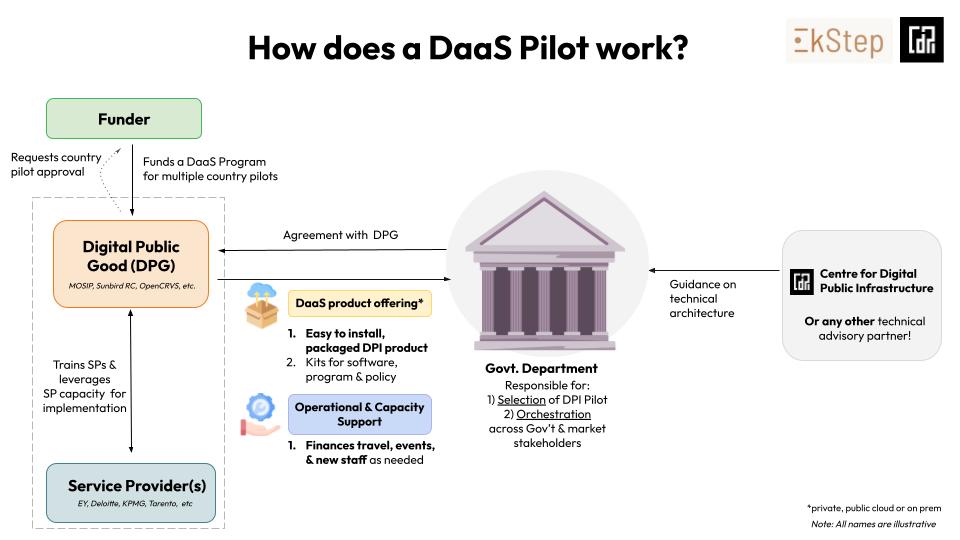 How does a DaaS Pilot work?
EkStep
CDPI
Funder
Requests country
pilot approval
Funds a DaaS Program
for multiple country pilots
Digital Public
Good (DPG)
MOSIP, Sunbird RC, OpenCRVS, etc.
Agreement with DPG
DaaS product offering*
1. Easy to install,
packaged DPI product
2. Kits for software,
program & policy
Operational & Capacity
Support
1. Finances travel, events,
& new staff as needed
Trains SPs &
leverages
SP capacity for
implementation
Service Provider(s)
EY, Deloitte, KPMG, Tarento, etc
Govt. Department
Responsible for:
1) Selection of DPI Pilot
2) Orchestration
across Gov't & market
stakeholders
Guidance on
technical
architecture
CDPI
Centre for Digital
Public Infrastructure
Or any other technical
advisory partner!
*private, public cloud or on prem
Note: All names are illustrative